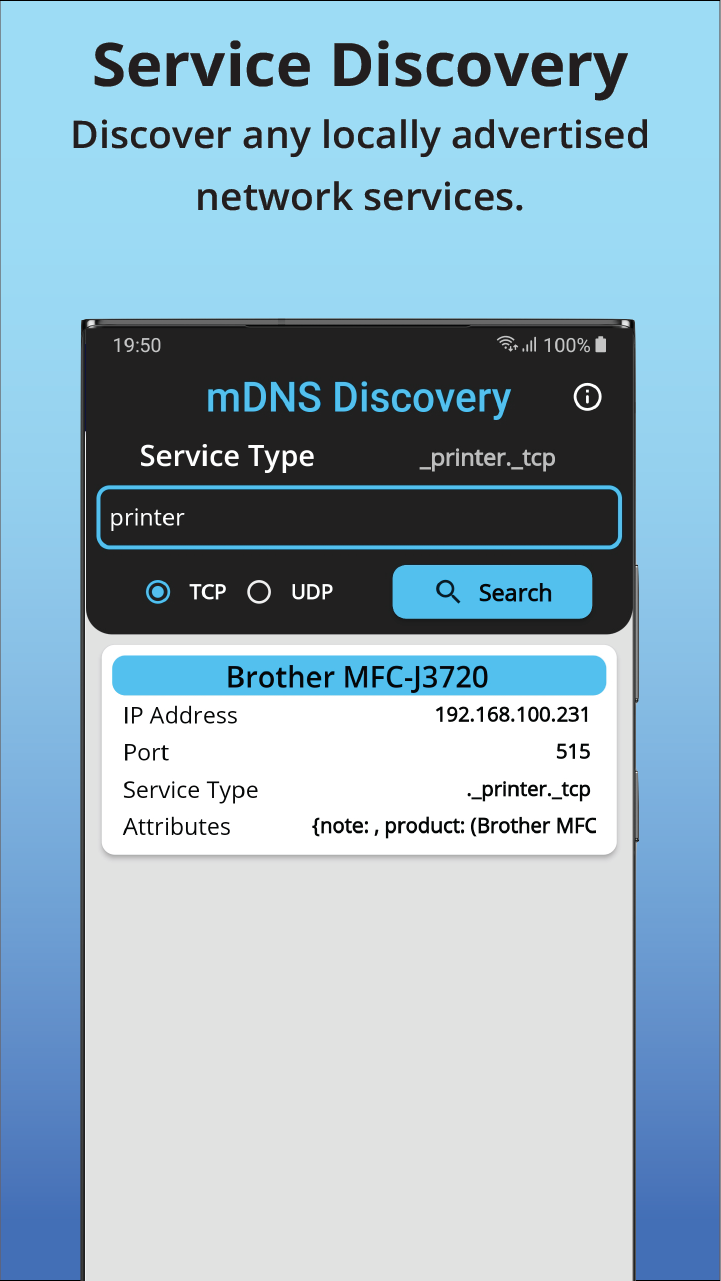 Service Discovery
Discover any locally advertised
network services.
19:50 100%
mDNS Discovery
Service Type _printer._tcp
printer
TCP UDP Search
Brother MFC-J3720
IP Address 192.168.100.231
Port 515
Service Type ._printer._tcp
Attributes {note: , product: (Brother MFC